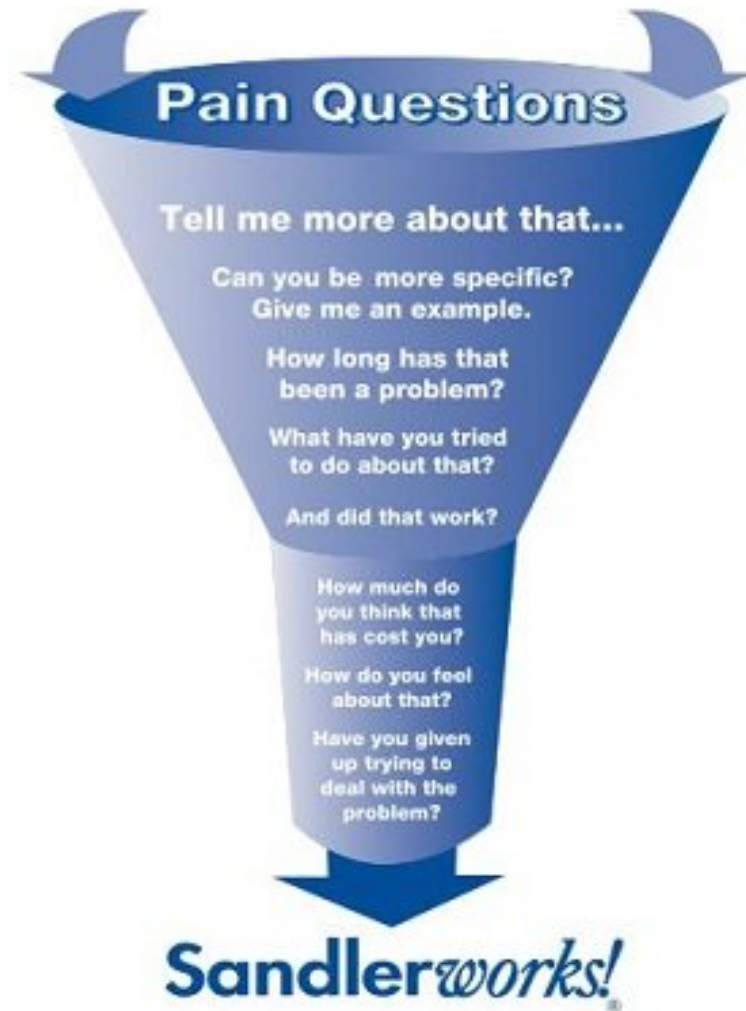 Pain Questions
Tell me more about that...
Can you be more specific?
Give me an example.
How long has that
been a problem?
What have you tried
to do about that?
And did that work?
How much do
you think that
has cost you?
How do you feel
about that?
Have you given
up trying to
deal with the
problem?
Sandlerworks!®